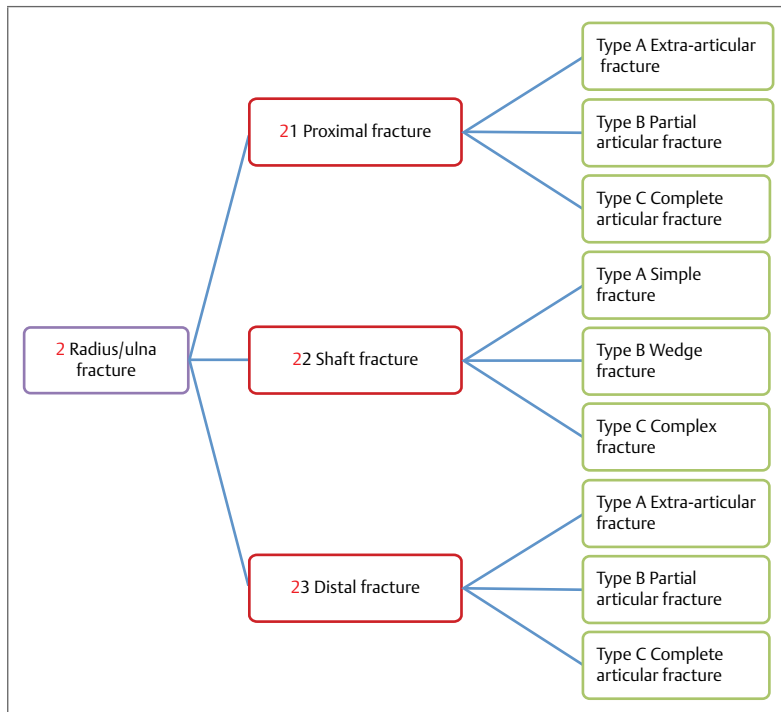 2 Radius/ulna
fracture
21 Proximal fracture
Type A Extra-articular
fracture
Type B Partial
articular fracture
Type C Complete
articular fracture
22 Shaft fracture
Type A Simple
fracture
Type B Wedge
fracture
Type C Complex
fracture
23 Distal fracture
Type A Extra-articular
fracture
Type B Partial
articular fracture
Type C Complete
articular fracture